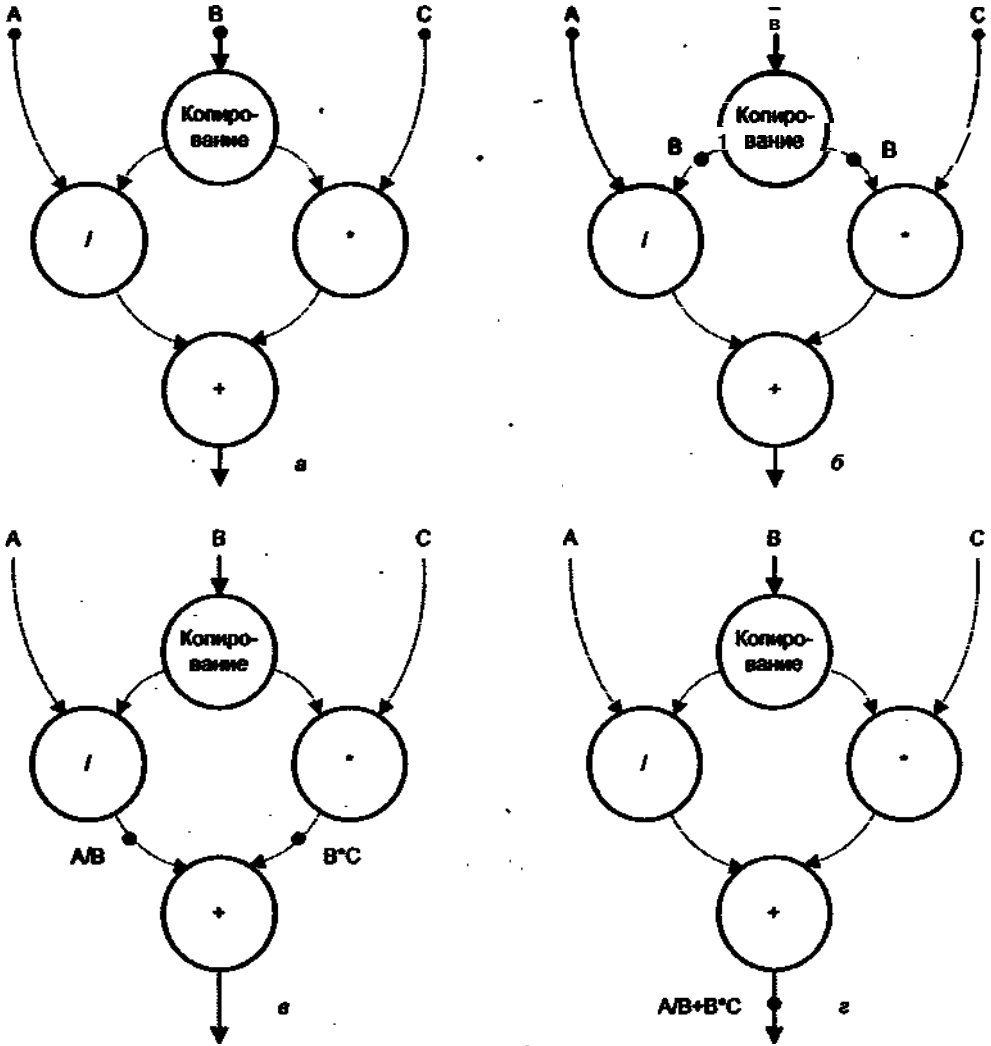 A B C
Копиро-
вание
/ *
+
а
A B C
Копиро-
вание
B B
/ *
+
б
A B C
Копиро-
вание
/ *
A/B B*C
+
в
A B C
Копиро-
вание
/ *
+
A/B+B*C
г